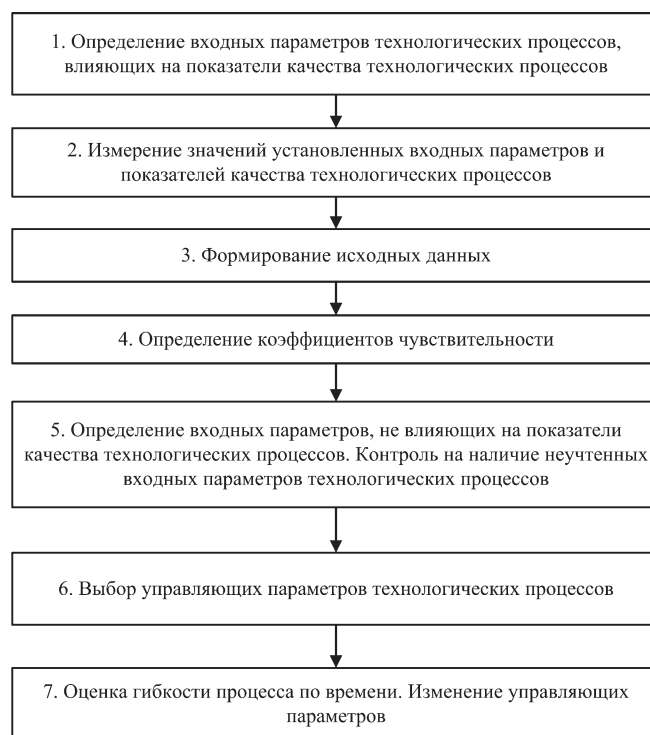 1. Определение входных параметров технологических процессов,
влияющих на показатели качества технологических процессов
2. Измерение значений установленных входных параметров и
показателей качества технологических процессов
3. Формирование исходных данных
4. Определение коэффициентов чувствительности
5. Определение входных параметров, не влияющих на показатели
качества технологических процессов. Контроль на наличие неучтенных
входных параметров технологических процессов
6. Выбор управляющих параметров технологических процессов
7. Оценка гибкости процесса по времени. Изменение управляющих
параметров